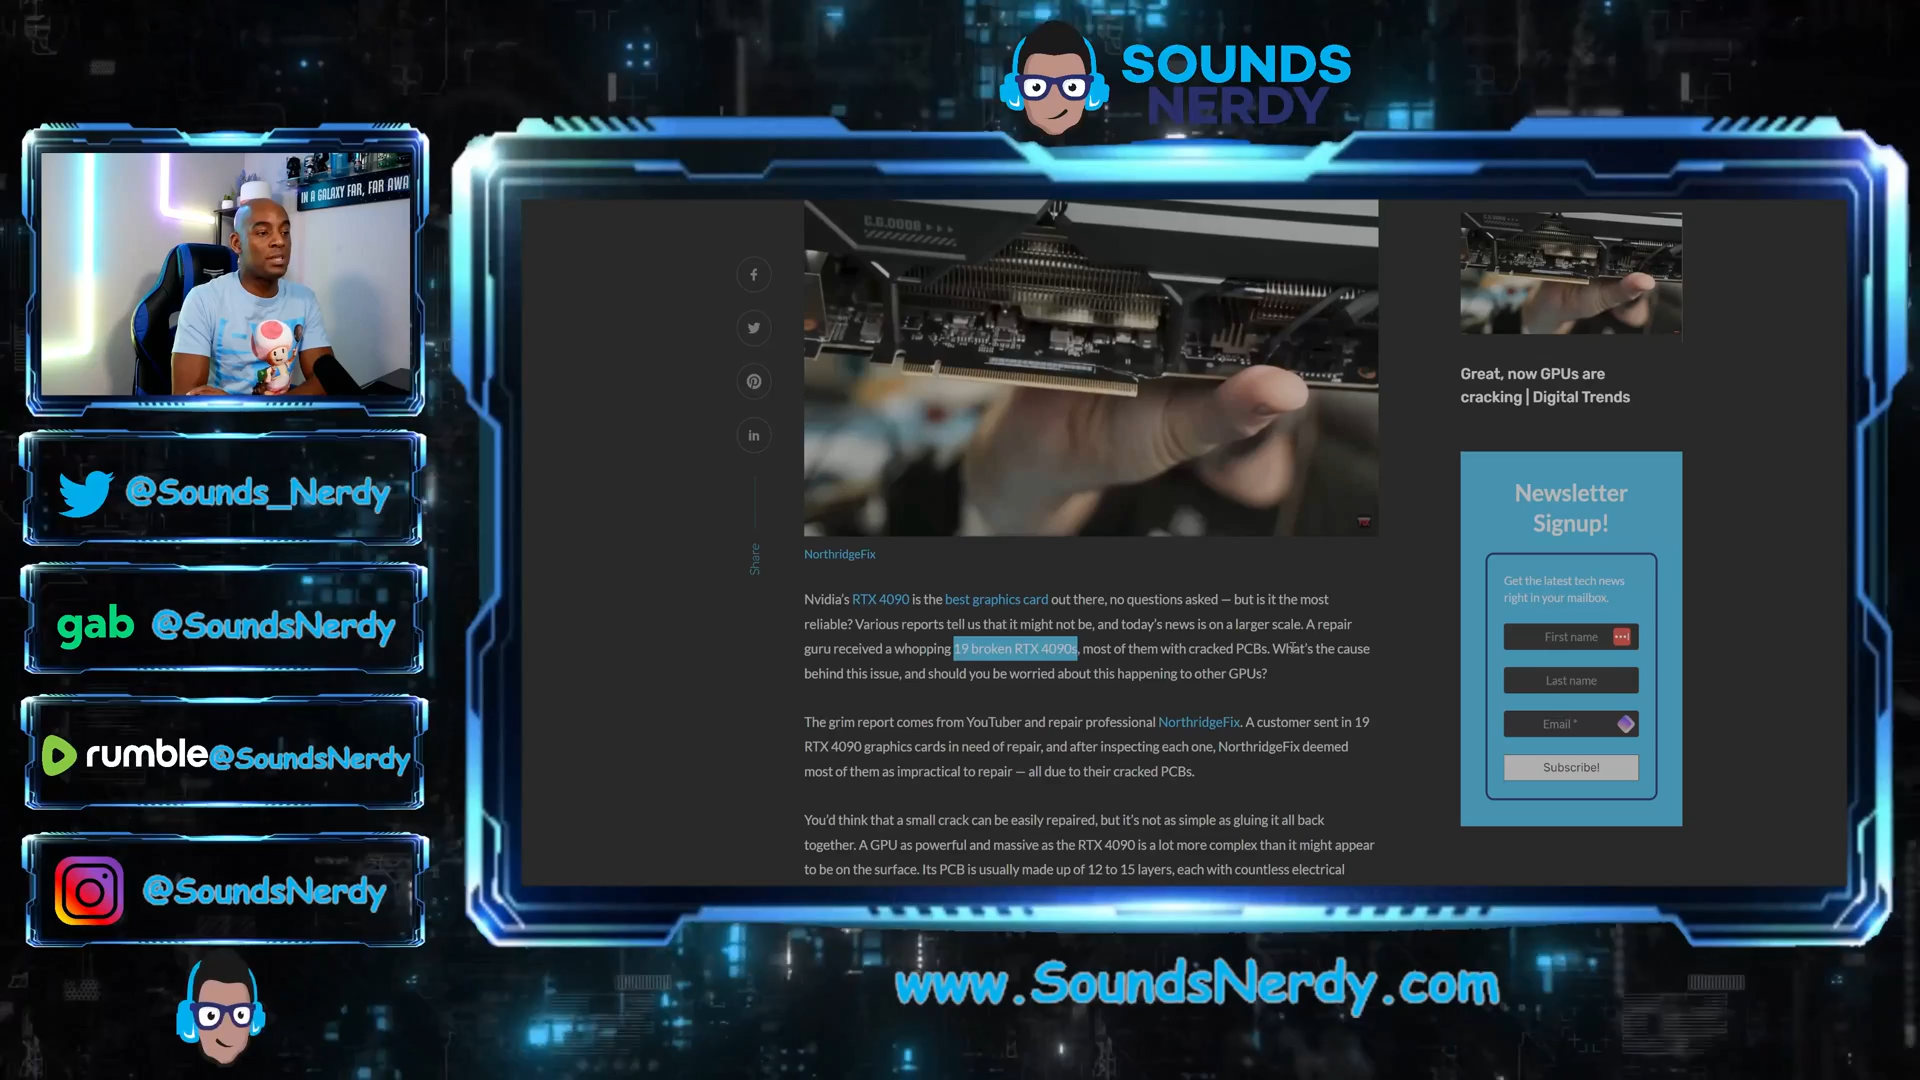 SOUNDS
NERDY
IN A GALAXY FAR, FAR AWA
@Sounds_Nerdy
gab @SoundsNerdy
rumble @SoundsNerdy
@SoundsNerdy
C.G.0008
Share
NorthridgeFix
Nvidia's RTX 4090 is the best graphics card out there, no questions asked — but is it the most
reliable? Various reports tell us that it might not be, and today's news is on a larger scale. A repair
guru received a whopping 19 broken RTX 4090s, most of them with cracked PCBs. What's the cause
behind this issue, and should you be worried about this happening to other GPUs?
The grim report comes from YouTuber and repair professional NorthridgeFix. A customer sent in 19
RTX 4090 graphics cards in need of repair, and after inspecting each one, NorthridgeFix deemed
most of them as impractical to repair — all due to their cracked PCBs.
You'd think that a small crack can be easily repaired, but it's not as simple as gluing it all back
together. A GPU as powerful and massive as the RTX 4090 is a lot more complex than it might appear
to be on the surface. Its PCB is usually made up of 12 to 15 layers, each with countless electrical
Great, now GPUs are
cracking | Digital Trends
Newsletter
Signup!
Get the latest tech news
right in your mailbox.
First name
Last name
Email *
Subscribe!
www.SoundsNerdy.com